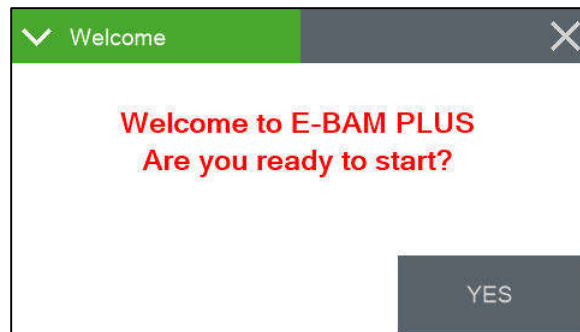 Welcome
Welcome to E-BAM PLUS
Are you ready to start?
YES